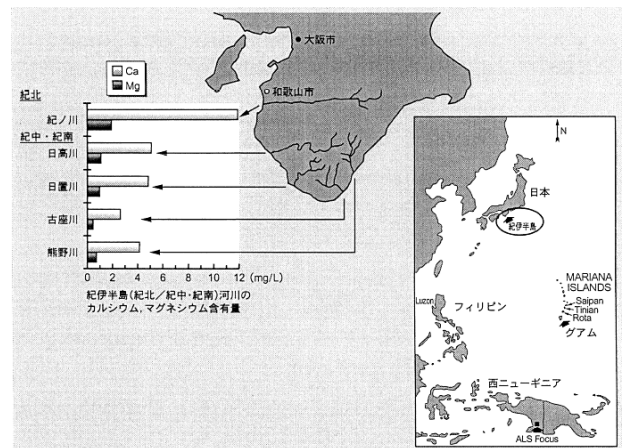 大阪市
和歌山市
Ca
Mg
紀北
紀ノ川
紀中・紀南
日高川
日置川
古座川
熊野川
0 2 4 6 8 10 12 (mg/L)
紀伊半島(紀北/紀中・紀南)河川の
カルシウム,マグネシウム含有量
N
日本
紀伊半島
MARIANA
ISLANDS
Saipan
Tinian
Rota
グアム
Luzon
フィリピン
西ニューギニア
ALS Focus